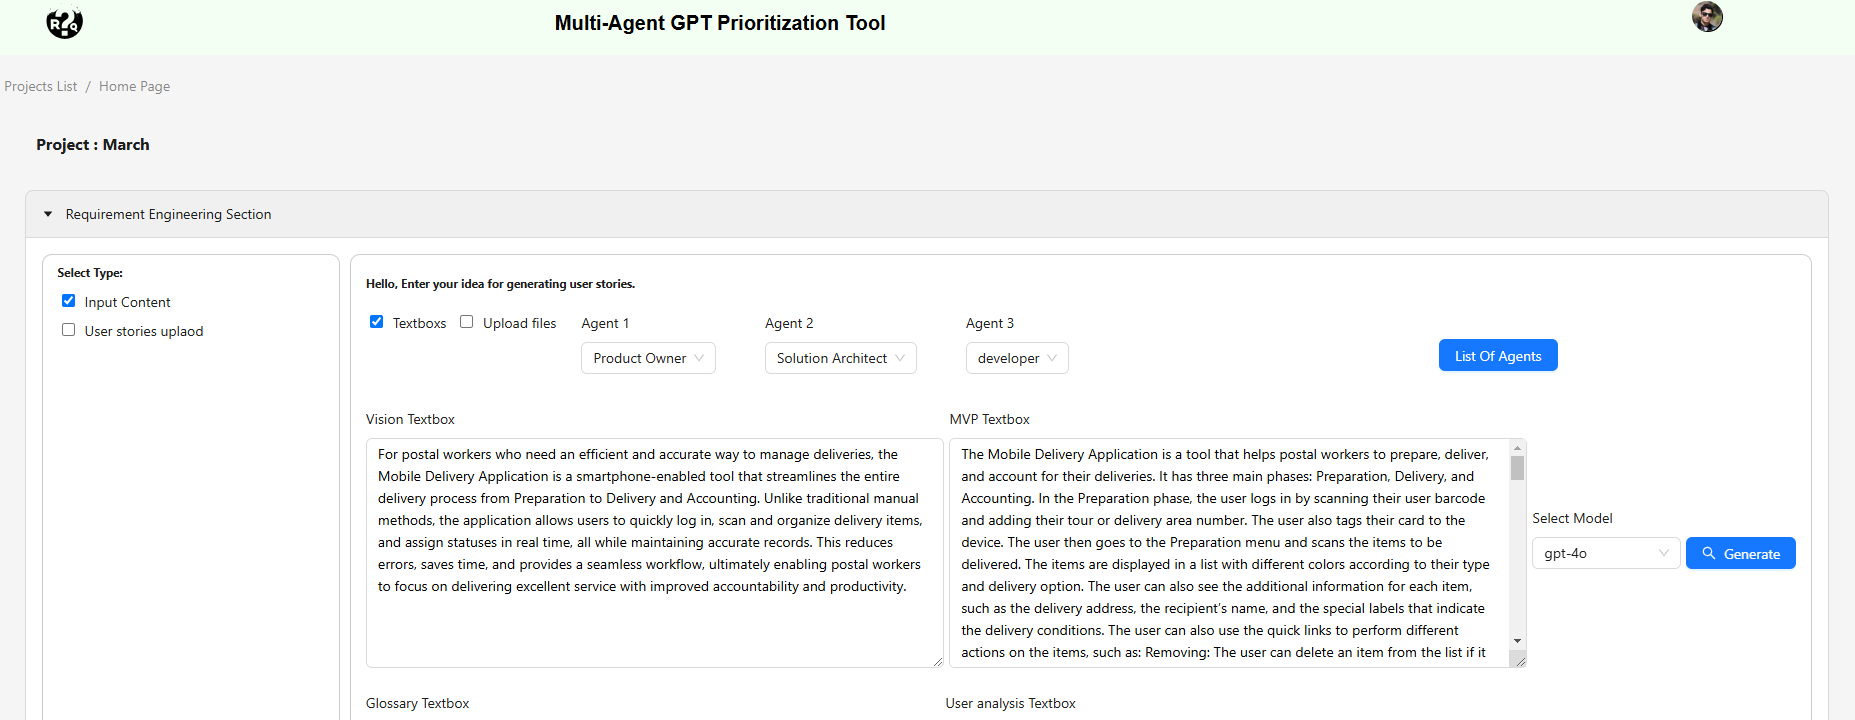 R ? Q
Multi-Agent GPT Prioritization Tool
Projects List / Home Page
Project : March
Requirement Engineering Section
Select Type:
Input Content
User stories uplaod
Hello, Enter your idea for generating user stories.
Textboxs Upload files Agent 1 Agent 2 Agent 3
Product Owner Solution Architect developer List Of Agents
Vision Textbox
For postal workers who need an efficient and accurate way to manage deliveries, the
Mobile Delivery Application is a smartphone-enabled tool that streamlines the entire
delivery process from Preparation to Delivery and Accounting. Unlike traditional manual
methods, the application allows users to quickly log in, scan and organize delivery items,
and assign statuses in real time, all while maintaining accurate records. This reduces
errors, saves time, and provides a seamless workflow, ultimately enabling postal workers
to focus on delivering excellent service with improved accountability and productivity.
MVP Textbox
The Mobile Delivery Application is a tool that helps postal workers to prepare, deliver,
and account for their deliveries. It has three main phases: Preparation, Delivery, and
Accounting. In the Preparation phase, the user logs in by scanning their user barcode
and adding their tour or delivery area number. The user also tags their card to the
device. The user then goes to the Preparation menu and scans the items to be
delivered. The items are displayed in a list with different colors according to their type
and delivery option. The user can also see the additional information for each item,
such as the delivery address, the recipient's name, and the special labels that indicate
the delivery conditions. The user can also use the quick links to perform different
actions on the items, such as: Removing: The user can delete an item from the list if it
Select Model
gpt-4o Generate
Glossary Textbox
User analysis Textbox